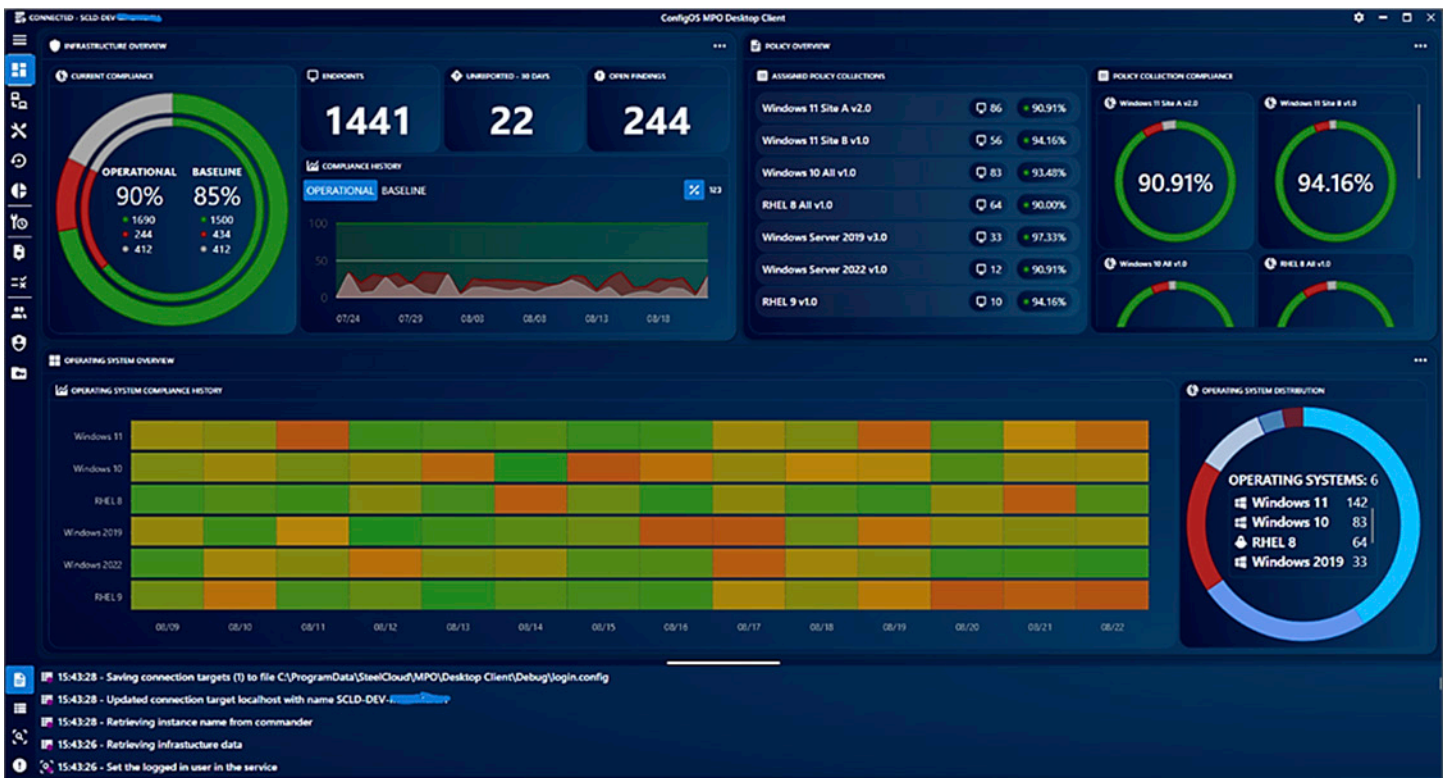 CONNECTED - SCLD-DEV-
ConfigOS MPO Desktop Client
INFRASTRUCTURE OVERVIEW
CURRENT COMPLIANCE
OPERATIONAL BASELINE
90% 85%
1690 1500
244 434
412 412
ENDPOINTS
1441
UNREPORTED - 30 DAYS
22
OPEN FINDINGS
244
COMPLIANCE HISTORY
OPERATIONAL BASELINE
% 123
100
50
0
07/24 07/29 08/03 08/08 08/13 08/18
POLICY OVERVIEW
ASSIGNED POLICY COLLECTIONS
Windows 11 Site A v2.0 86 90.91%
Windows 11 Site B v1.0 56 94.16%
Windows 10 All v1.0 83 93.48%
RHEL 8 All v1.0 64 90.00%
Windows Server 2019 v3.0 33 97.33%
Windows Server 2022 v1.0 12 90.91%
RHEL 9 v1.0 10 94.16%
POLICY COLLECTION COMPLIANCE
Windows 11 Site A v2.0
90.91%
Windows 11 Site B v1.0
94.16%
Windows 10 All v1.0
RHEL 8 All v1.0
OPERATING SYSTEM OVERVIEW
OPERATING SYSTEM COMPLIANCE HISTORY
Windows 11
Windows 10
RHEL 8
Windows 2019
Windows 2022
RHEL 9
08/09 08/10 08/11 08/12 08/13 08/14 08/15 08/16 08/17 08/18 08/19 08/20 08/21 08/22
OPERATING SYSTEM DISTRIBUTION
OPERATING SYSTEMS: 6
Windows 11 142
Windows 10 83
RHEL 8 64
Windows 2019 33
15:43:28 - Saving connection targets (1) to file C:\ProgramData\SteelCloud\MPO\Desktop Client\Debug\login.config
15:43:28 - Updated connection target localhost with name SCLD-DEV-
15:43:28 - Retrieving instance name from commander
15:43:26 - Retrieving infrastucture data
15:43:26 - Set the logged in user in the service